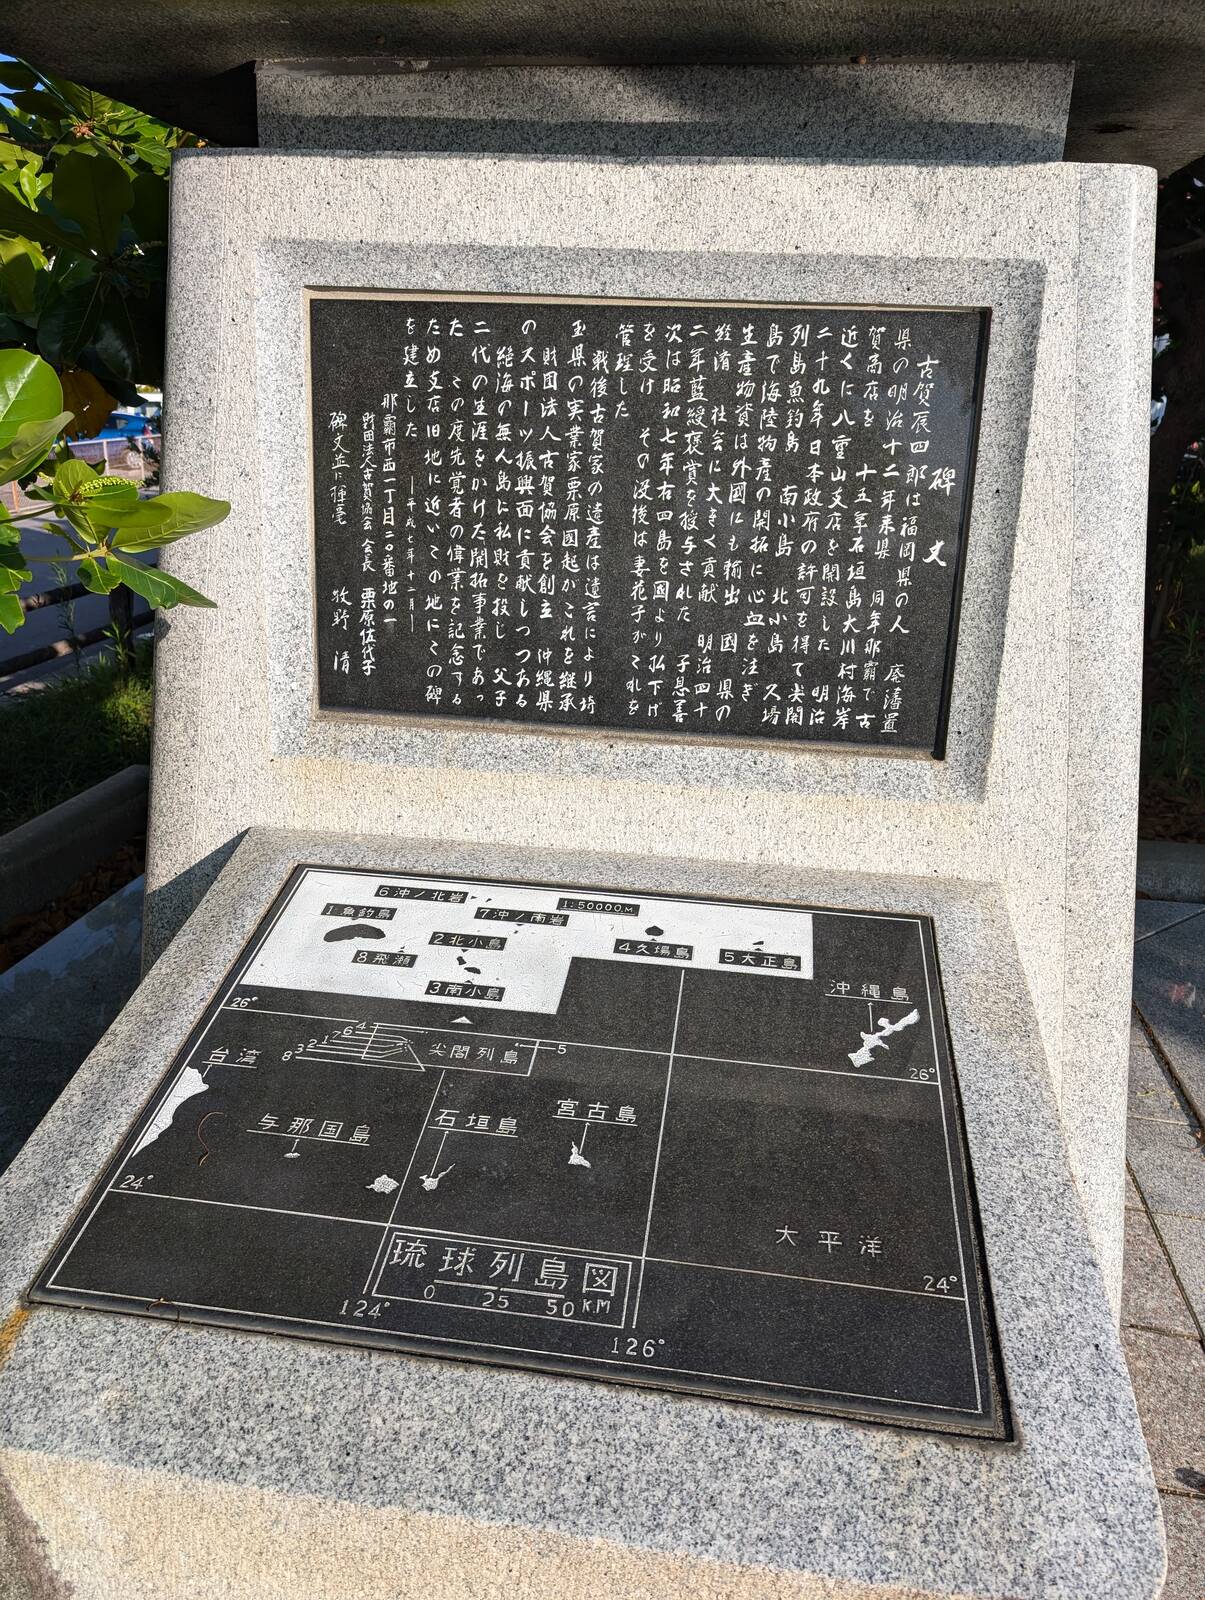 碑文
古賀辰四郎は福岡県の人 廃藩置
県の明治十二年来県 同年那覇で古
賀商店を 十五年石垣島大川村海岸
近くに八重山支店を開設した 明治
二十九年日本政府の許可を得て尖閣
列島魚釣島 南小島 北小島 久場
島で海陸物産の開拓に心血を注ぎ
生産物資は外國にも輸出 國 県の
経済 社会に大きく貢献 明治四十
二年藍綬褒賞を授与された 子息善
次は昭和七年右四島を國より払下げ
を受け その没後は妻花子がこれを
管理した
戦後古賀家の遺産は遺言により埼
玉県の実業家栗原國起がこれを継承
財団法人古賀協会を創立 沖縄県
のスポーツ振興面に貢献しつつある
絶海の無人島に私財を投じ 父子
二代の生涯をかけた開拓事業であっ
た この度先覚者の偉業を記念する
ため支店旧地に近いこの地にこの碑
を建立した ―平成七年十二月―
那覇市西一丁目二〇番地の一
財団法人古賀協会 会長 栗原佐代子
碑文並に揮毫 牧野 清
6沖ノ北岩
1:50000M
1魚釣島
7沖ノ南岩
2北小島
4久場島
8飛瀬
5大正島
3南小島
沖縄島
26°
4
6
7
1
2
3
8
尖閣列島
5
26°
台湾
与那国島
石垣島
宮古島
24°
大平洋
琉球列島図
0 25 50 K.M
24°
124°
126°